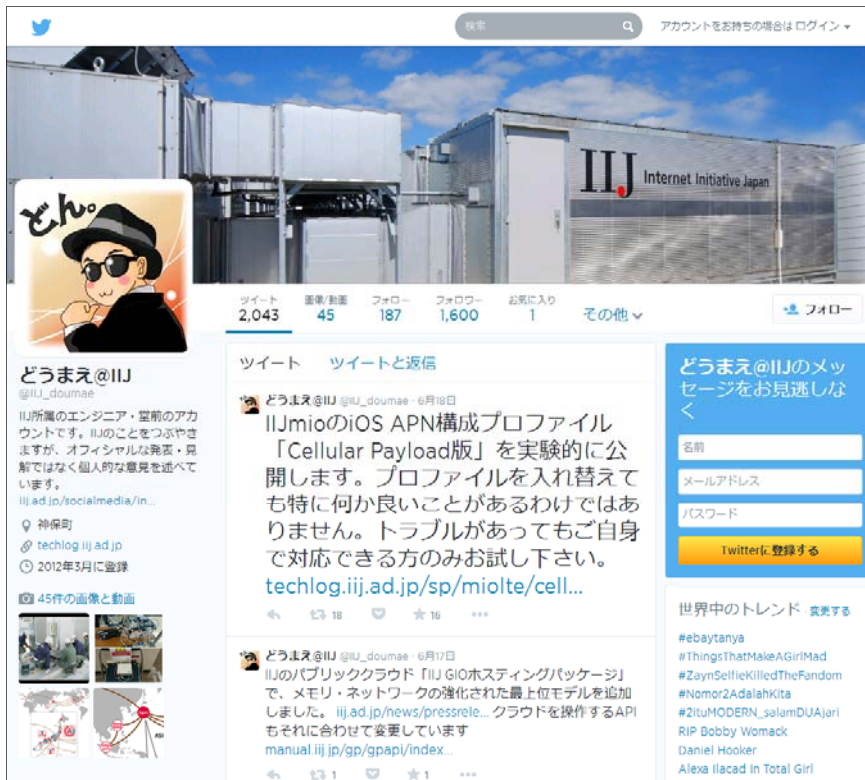 検索
アカウントをお持ちの場合は ログイン
IIJ Internet Initiative Japan
どん。
ツイート
2,043
画像/動画
45
フォロー
187
フォロワー
1,600
お気に入り
1
その他
フォロー
どうまえ@IIJ
@IIJ_doumae
IIJ所属のエンジニア・堂前のアカ
ウントです。IIJのことをつぶやき
ますが、オフィシャルな発表・見
解ではなく個人的な意見を述べて
います。
iij.ad.jp/socialmedia/in...
神保町
techlog.iij.ad.jp
2012年3月に登録
45件の画像と動画
ツイート ツイートと返信
どうまえ@IIJ @IIJ_doumae · 6月18日
IIJmioのiOS APN構成プロファイル
「Cellular Payload版」を実験的に公
開します。プロファイルを入れ替えて
も特に何か良いことがあるわけではあ
りません。トラブルがあってもご自身
で対応できる方のみお試し下さい。
techlog.iij.ad.jp/sp/miolte/cell...
18 16
どうまえ@IIJ @IIJ_doumae · 6月17日
IIJのパブリッククラウド「IIJ GIOホスティングパッケージ」
で、メモリ・ネットワークの強化された最上位モデルを追加
しました。 iij.ad.jp/news/pressrele... クラウドを操作するAPI
もそれに合わせて変更しています
manual.iij.jp/gp/gpapi/index...
1 1
どうまえ@IIJのメッ
セージをお見逃しな
く
名前
メールアドレス
パスワード
Twitterに登録する
世界中のトレンド · 変更する
#ebaytanya
#ThingsThatMakeAGirlMad
#ZaynSelfieKilledTheFandom
#Nomor2AdalahKita
#2ituMODERN_salamDUAjari
RIP Bobby Womack
Daniel Hooker
Alexa Ilacad In Total Girl